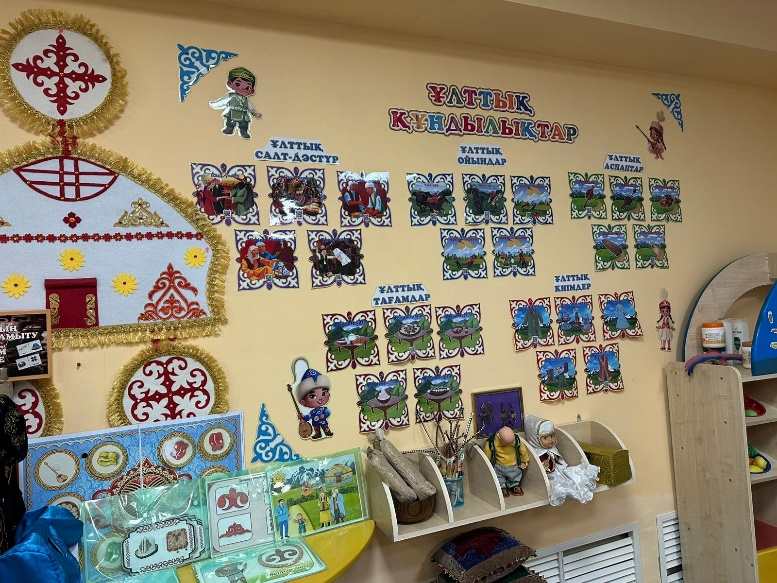 ҰЛТТЫҚ
ҚҰНДЫЛЫҚТАР
ҰЛТТЫҚ
САЛТ-ДӘСТҮР
ҰЛТТЫҚ
ОЙЫНДАР
ҰЛТТЫҚ
АСПАПТАР
ҰЛТТЫҚ
ТАҒАМДАР
ҰЛТТЫҚ
КИІМДЕР